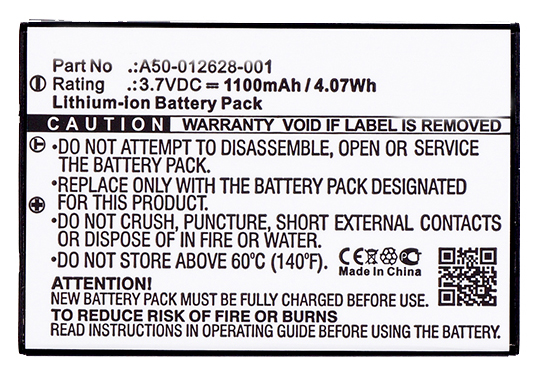 Part No .:A50-012628-001
Rating .:3.7VDC ⎓ 1100mAh / 4.07Wh
Lithium-ion Battery Pack
CAUTION WARRANTY VOID IF LABEL IS REMOVED
•DO NOT ATTEMPT TO DISASSEMBLE, OPEN OR SERVICE
THE BATTERY PACK.
•REPLACE ONLY WITH THE BATTERY PACK DESIGNATED
FOR THIS PRODUCT.
•DO NOT CRUSH, PUNCTURE, SHORT EXTERNAL CONTACTS
OR DISPOSE OF IN FIRE OR WATER.
•DO NOT STORE ABOVE 60°C (140°F).
CE FC
Made In China
ATTENTION!
NEW BATTERY PACK MUST BE FULLY CHARGED BEFORE USE.
TO REDUCE RISK OF FIRE OR BURNS
READ INSTRUCTIONS IN OPERATING GUIDE BEFORE USING THE BATTERY.